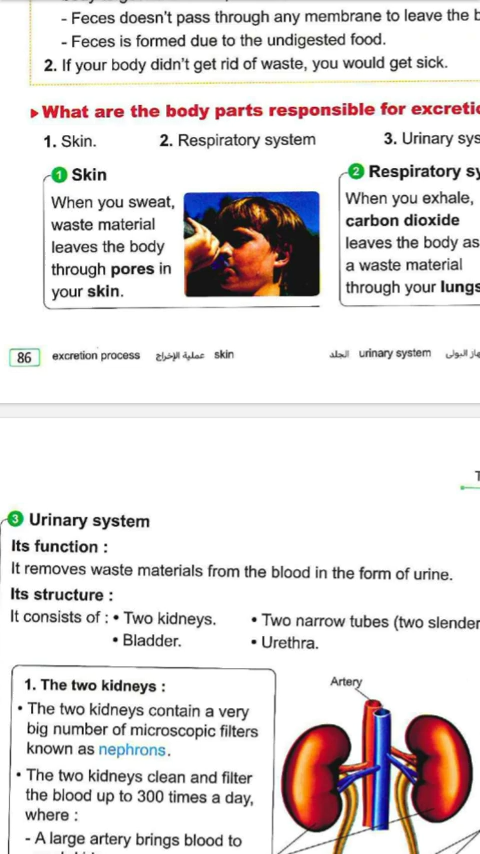 - Feces doesn't pass through any membrane to leave the
- Feces is formed due to the undigested food.
2. If your body didn't get rid of waste, you would get sick.
▸ What are the body parts responsible for excreti
1. Skin. 2. Respiratory system 3. Urinary sys
1 Skin
When you sweat,
waste material
leaves the body
through pores in
your skin.
2 Respiratory sy
When you exhale,
carbon dioxide
leaves the body as
a waste material
through your lungs
86 excretion process عملية الإخراج skin الجلد urinary system هاز البولى
3 Urinary system
Its function :
It removes waste materials from the blood in the form of urine.
Its structure :
It consists of : • Two kidneys. • Two narrow tubes (two slender
• Bladder. • Urethra.
1. The two kidneys :
• The two kidneys contain a very
big number of microscopic filters
known as nephrons.
• The two kidneys clean and filter
the blood up to 300 times a day,
where :
- A large artery brings blood to
Artery